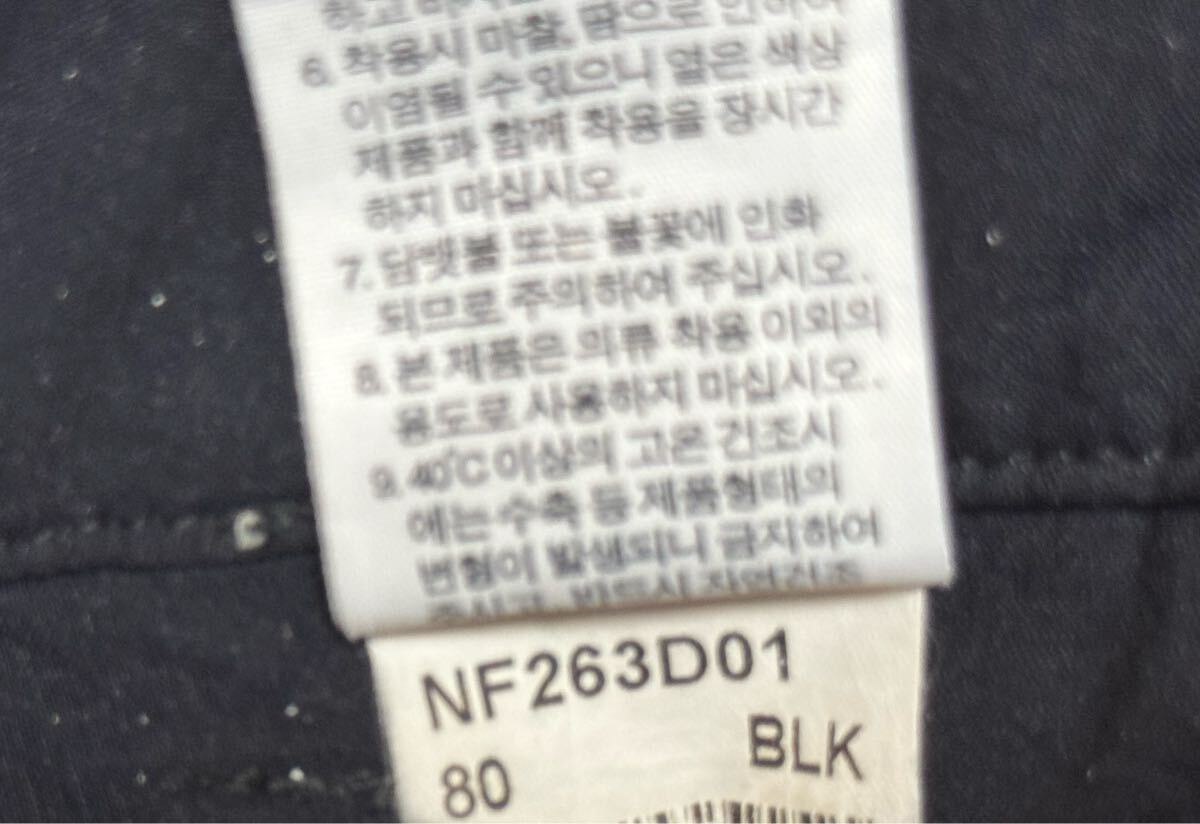 6. 착용시 마찰, 땀으로 인하여
이염될 수 있으니 옅은 색상
제품과 함께 착용을 장시간
하지 마십시오.
7. 담뱃불 또는 불꽃에 인화
되므로 주의하여 주십시오.
8. 본 제품은 의류 착용 이외의
용도로 사용하지 마십시오.
9. 40℃이상의 고온 건조시
에는 수축 등 제품형태의
변형이 발생되니 금지하여
NF263D01
BLK
80